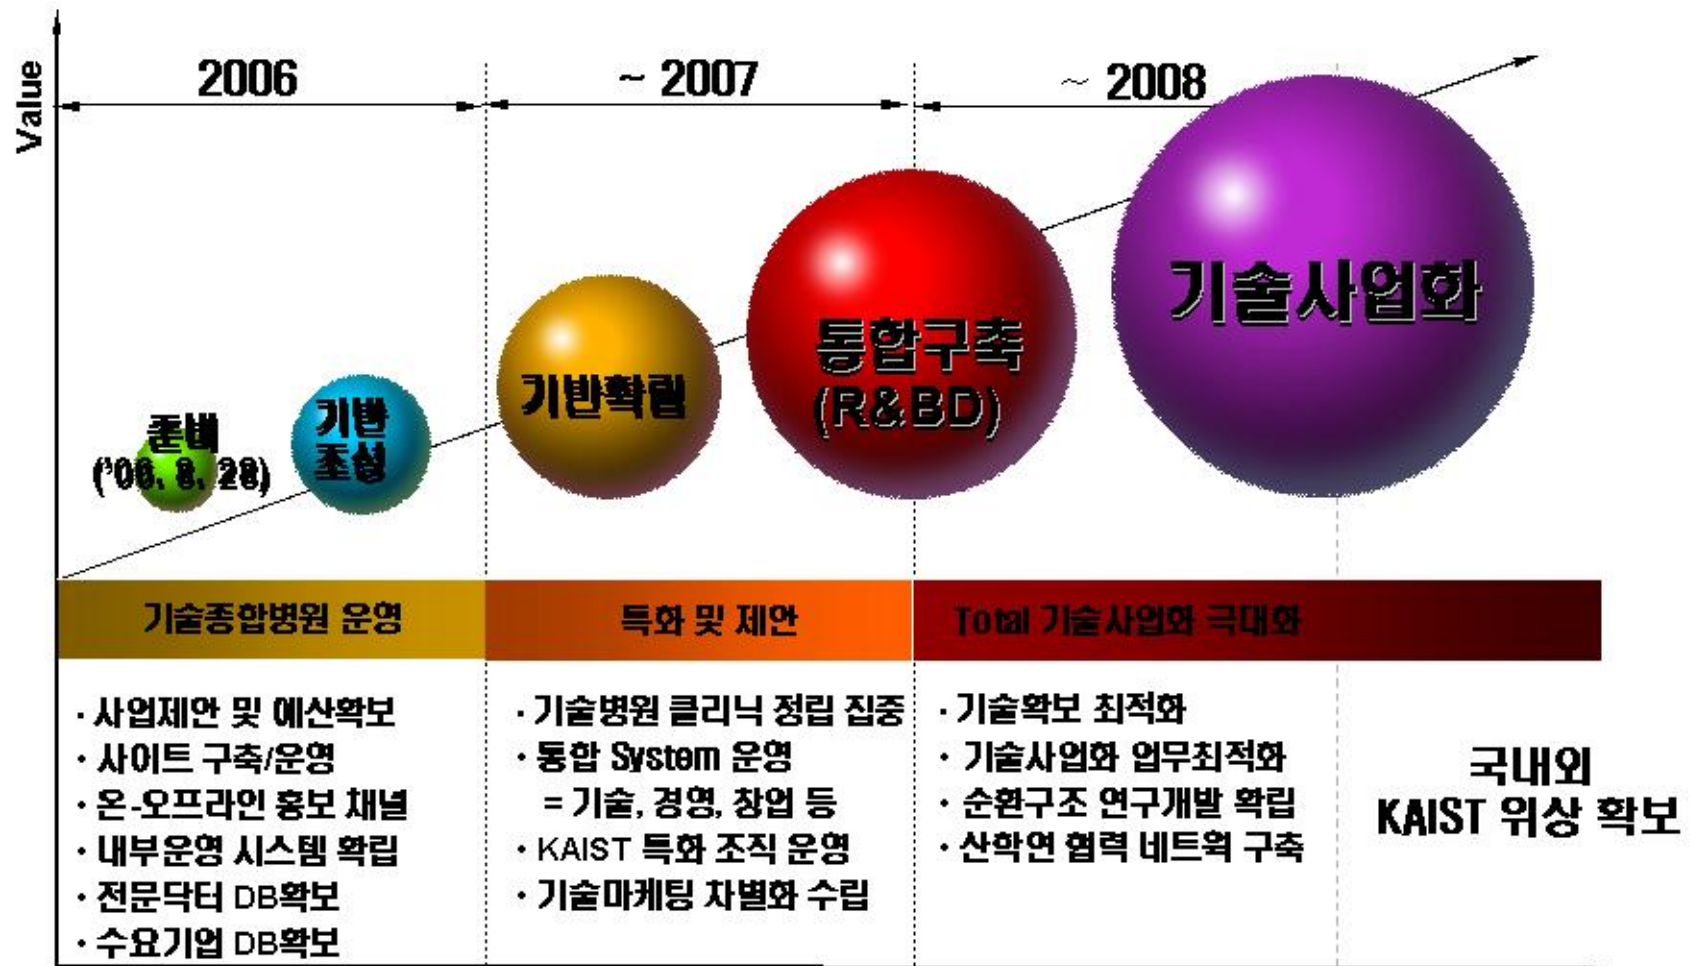 Value
2006
~ 2007
~ 2008
준비
('06. 8. 28)
기반
조성
기반확립
통합구축
(R&BD)
기술사업화
기술종합병원 운영
특화 및 제안
Total 기술사업화 극대화
· 사업제안 및 예산확보
· 사이트 구축/운영
· 온-오프라인 홍보 채널
· 내부운영 시스템 확립
· 전문닥터 DB확보
· 수요기업 DB확보
· 기술병원 클리닉 정립 집중
· 통합 System 운영
= 기술, 경영, 창업 등
· KAIST 특화 조직 운영
· 기술마케팅 차별화 수립
· 기술확보 최적화
· 기술사업화 업무최적화
· 순환구조 연구개발 확립
· 산학연 협력 네트웍 구축
국내외
KAIST 위상 확보